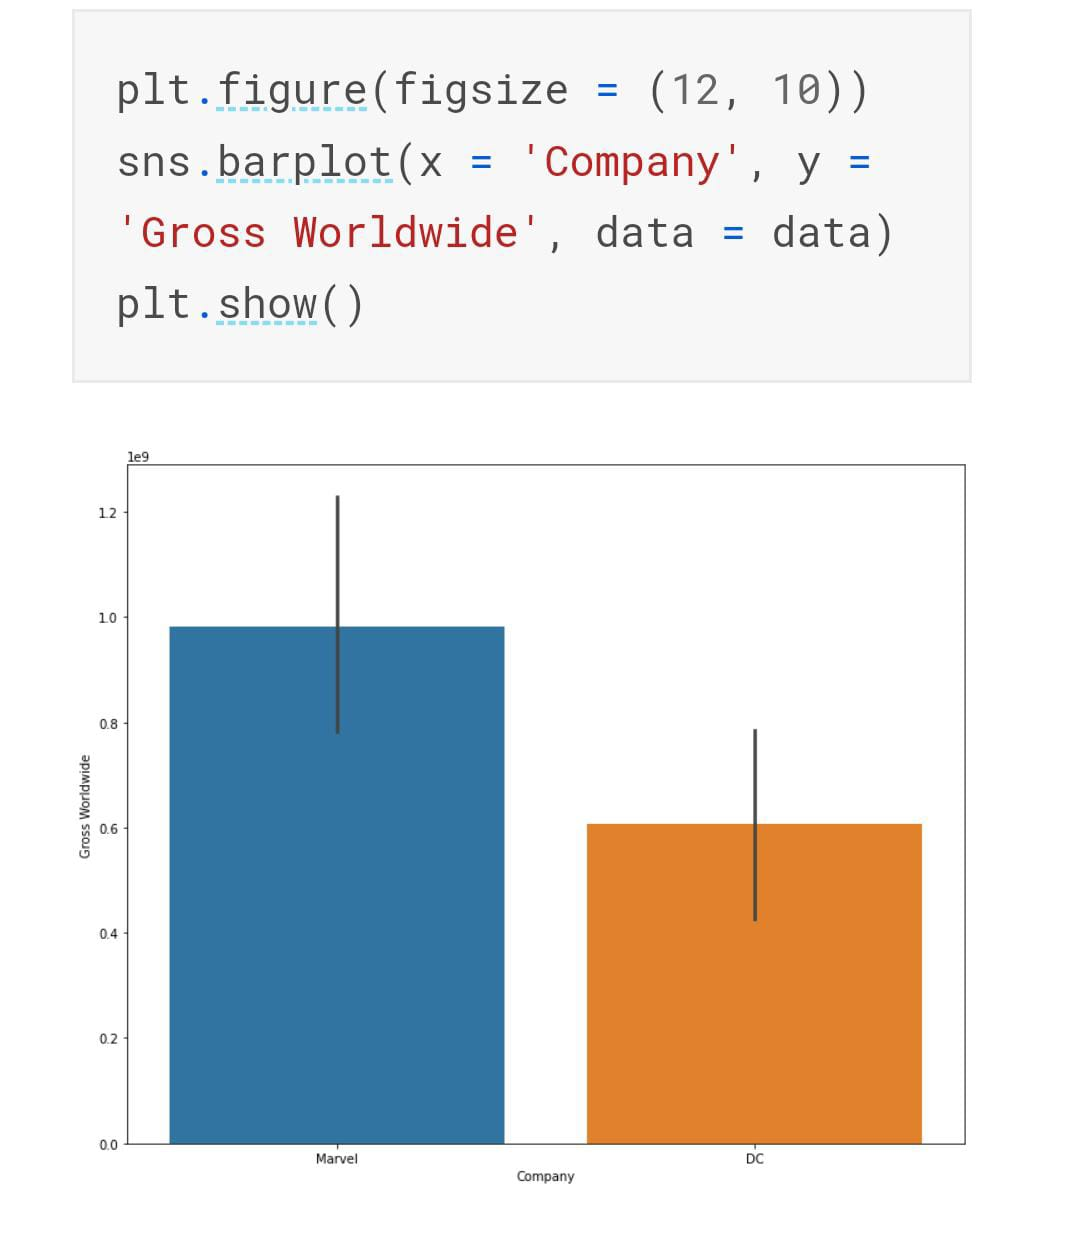 plt.figure(figsize = (12, 10))
sns.barplot(x = 'Company', y =
'Gross Worldwide', data = data)
plt.show()
1e9
1.2
1.0
0.8
0.6
0.4
0.2
0.0
Gross Worldwide
Marvel
DC
Company